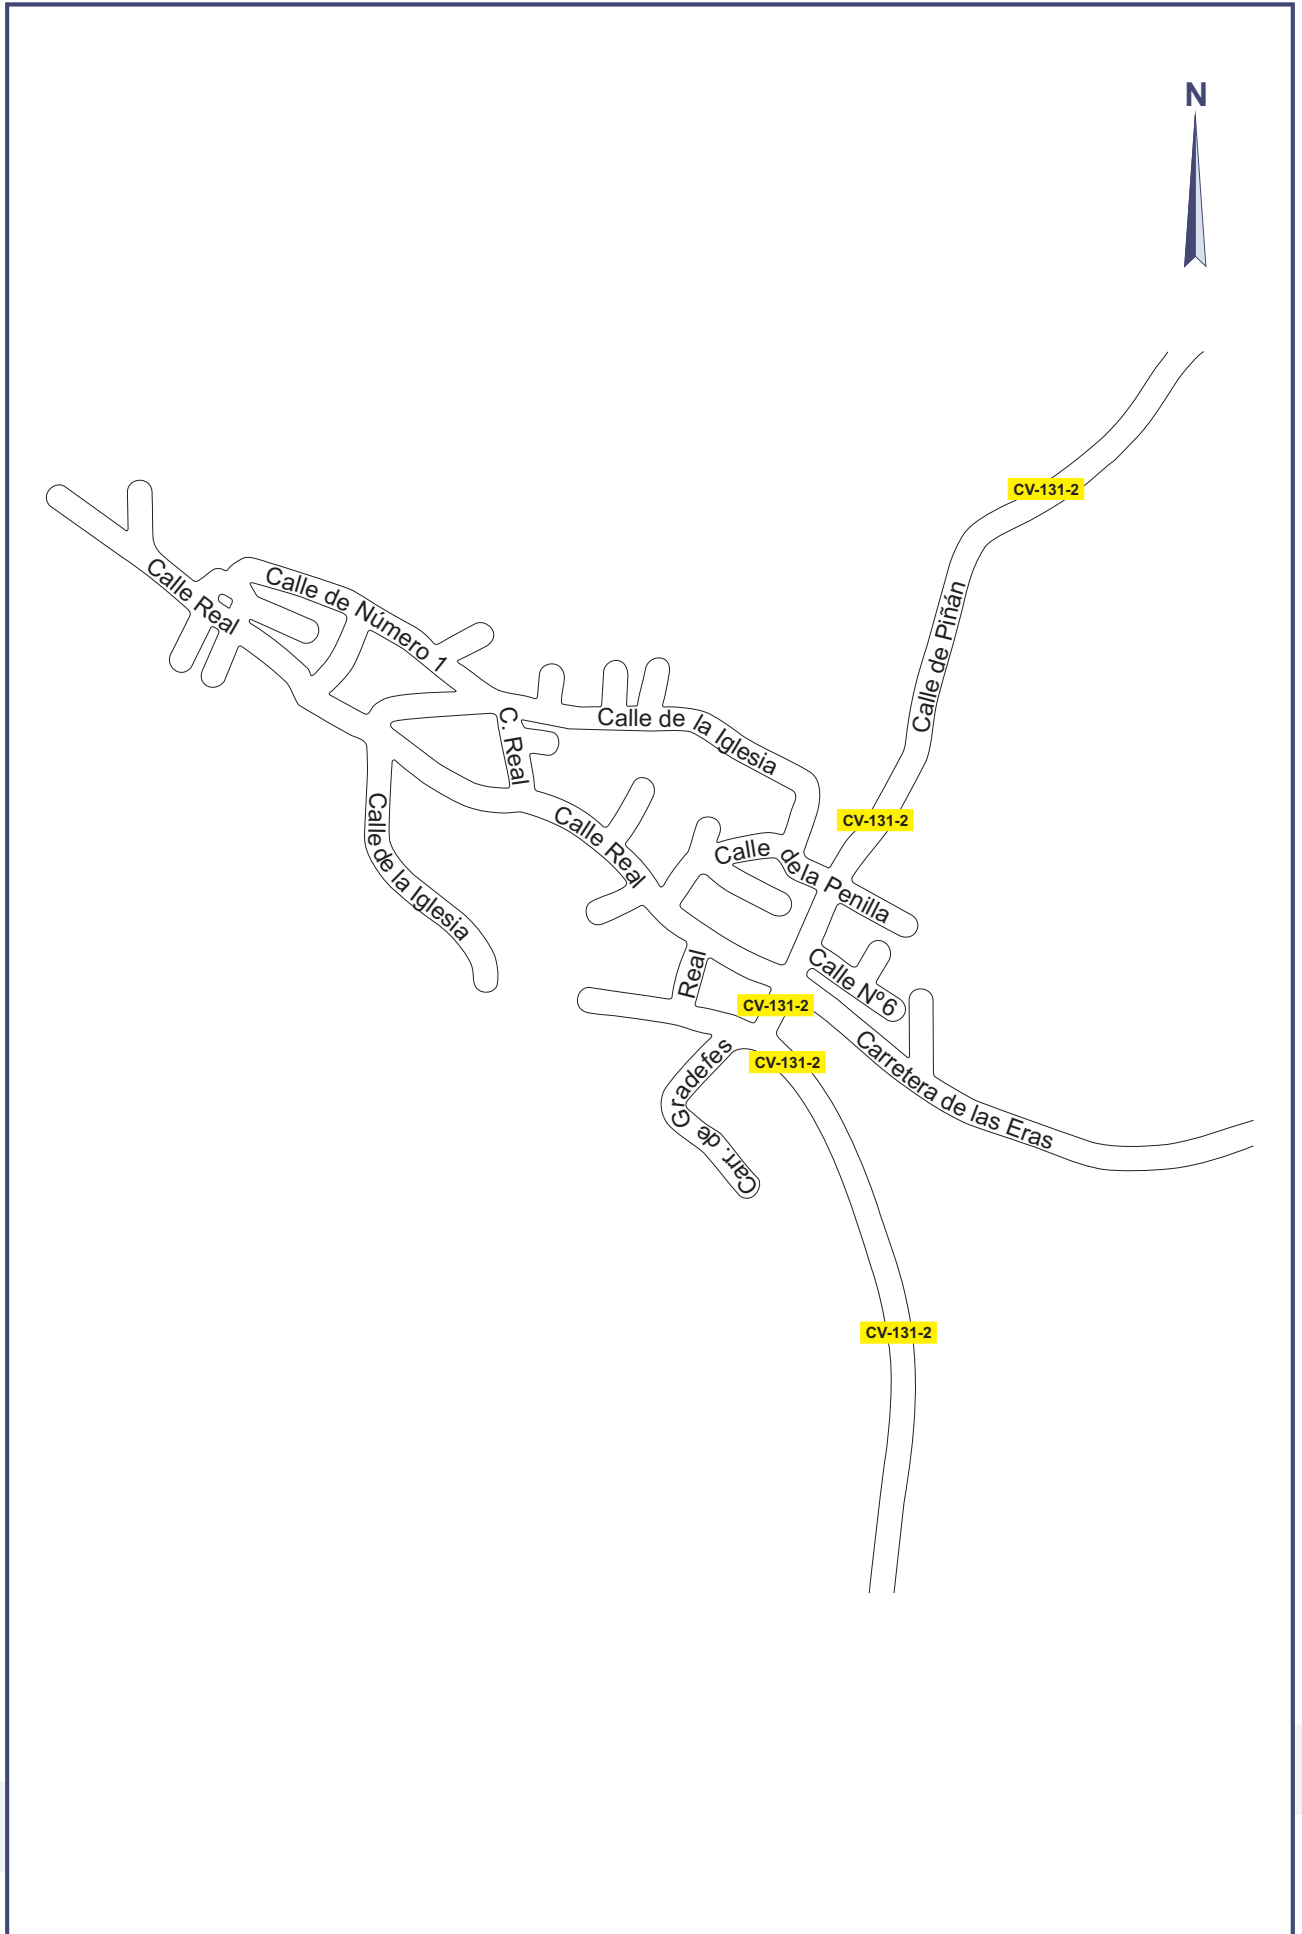 N
CV-131-2
Calle Real
Calle de Número 1
Calle de Piñán
C. Real
Calle de la Iglesia
CV-131-2
Calle de la Iglesia
Calle Real
Calle de la Penilla
Real
Calle Nº6
CV-131-2
CV-131-2
Carr. de Gradefes
Carretera de las Eras
CV-131-2